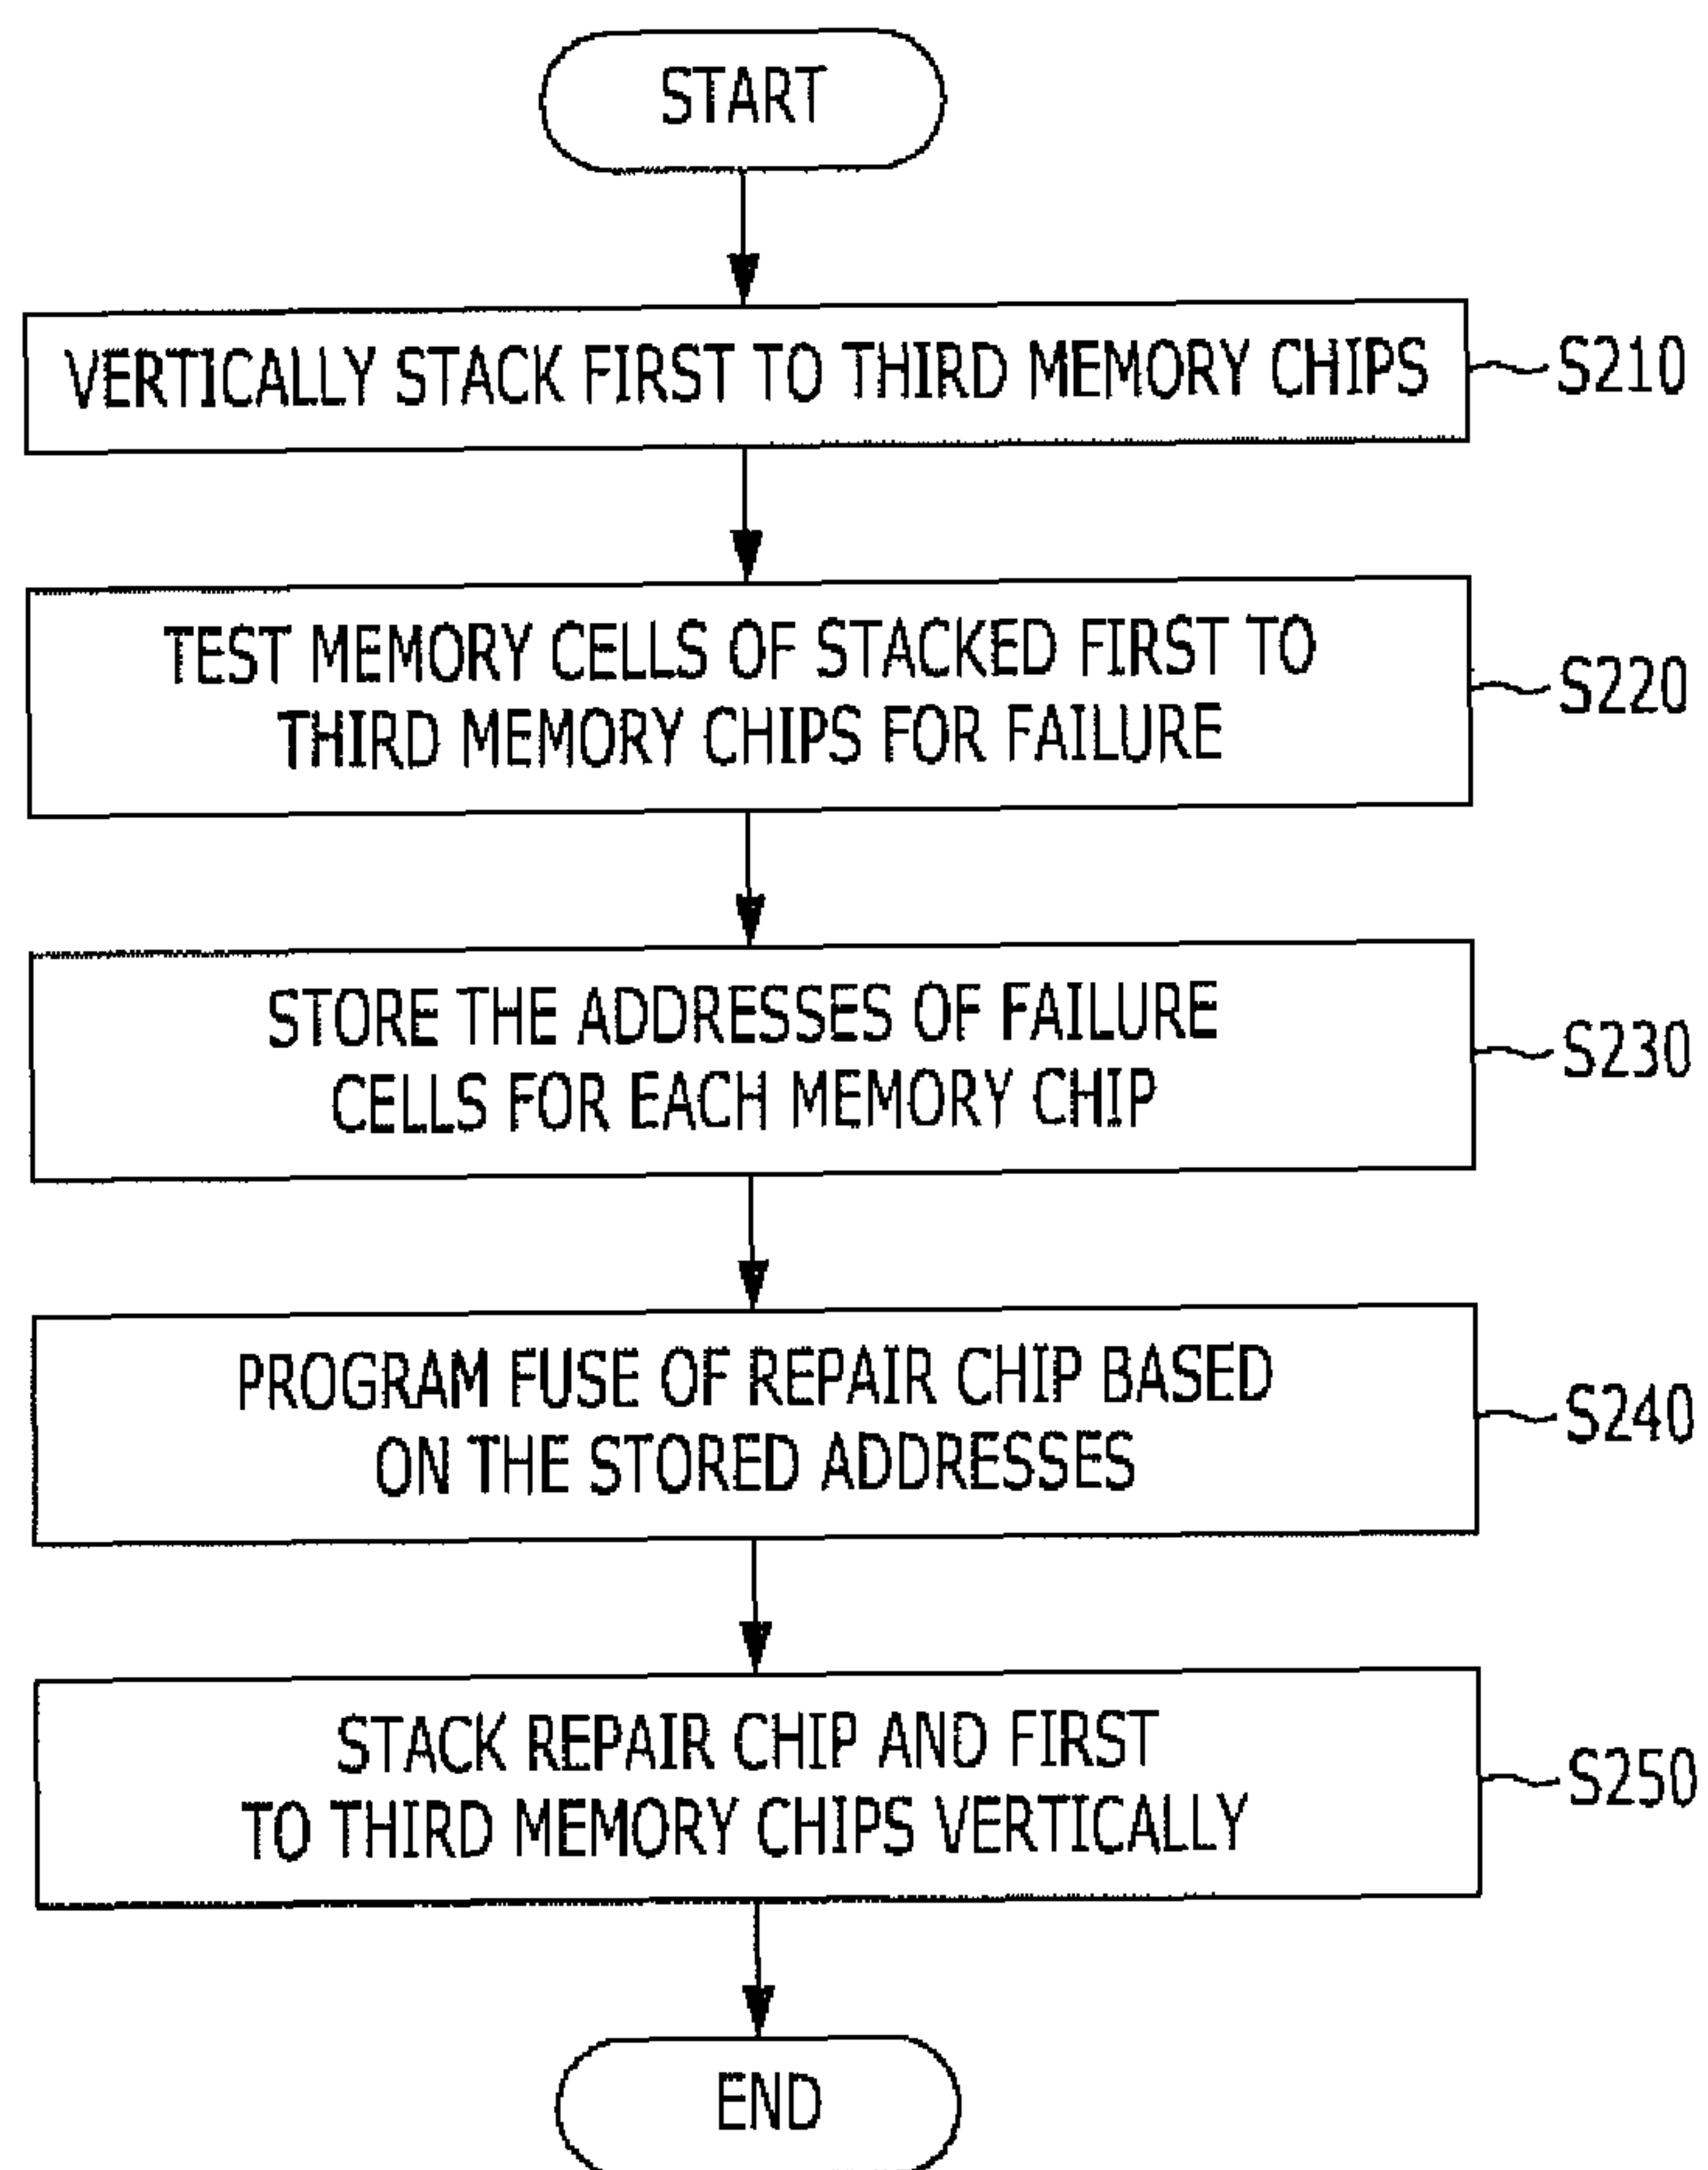 START
VERTICALLY STACK FIRST TO THIRD MEMORY CHIPS
S210
TEST MEMORY CELLS OF STACKED FIRST TO
THIRD MEMORY CHIPS FOR FAILURE
S220
STORE THE ADDRESSES OF FAILURE
CELLS FOR EACH MEMORY CHIP
S230
PROGRAM FUSE OF REPAIR CHIP BASED
ON THE STORED ADDRESSES
S240
STACK REPAIR CHIP AND FIRST
TO THIRD MEMORY CHIPS VERTICALLY
S250
END